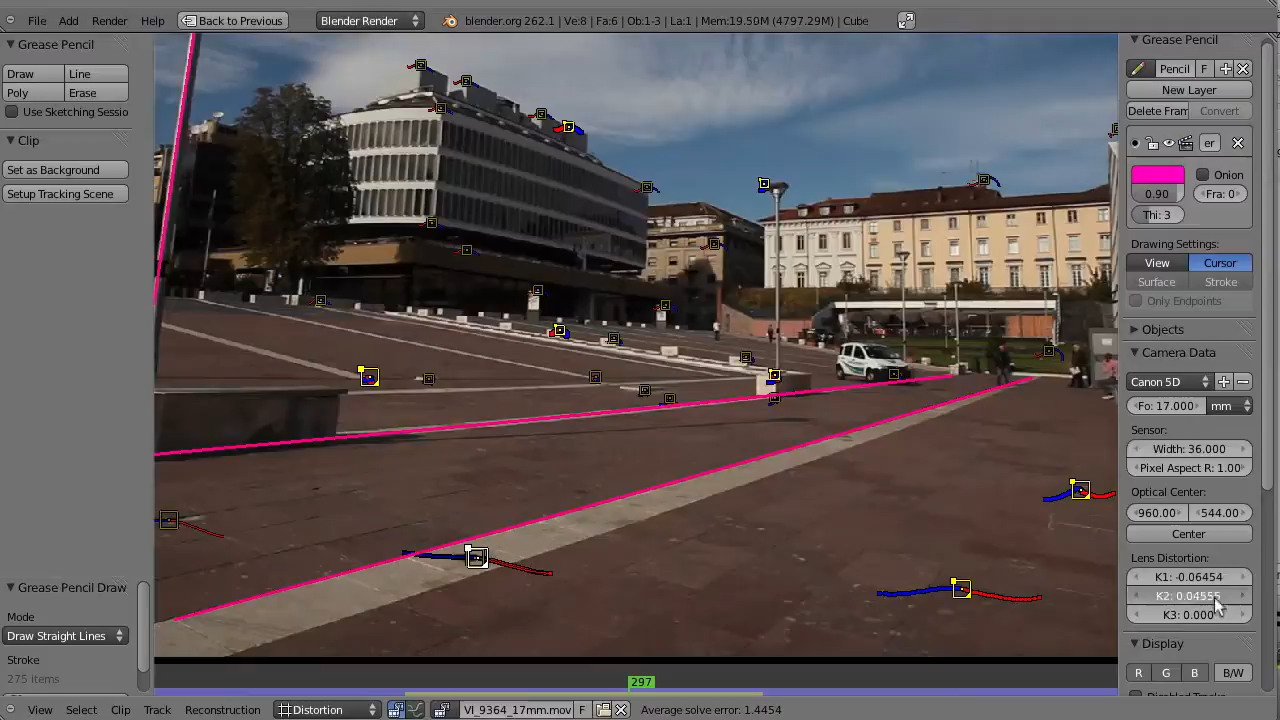 File Add Render Help Back to Previous Blender Render blender.org 262.1 | Ve:8 | Fa:6 | Ob:1-3 | La:1 | Mem:19.50M (4797.29M) | Cube
Grease Pencil
Draw Line
Poly Erase
Use Sketching Sessio
Clip
Set as Background
Setup Tracking Scene
Grease Pencil Draw
Mode
Draw Straight Lines
Stroke
275 items
297
Grease Pencil
Pencil F
New Layer
Delete Fram Convert
er
Onion
0.90 Fra: 0
Thi: 3
Drawing Settings:
View Cursor
Surface Stroke
Only Endpoints
Objects
Camera Data
Canon 5D
Fo: 17.000 mm
Sensor:
Width: 36.000
Pixel Aspect R: 1.00
Optical Center:
960.00 544.00
Center
Lens Distortion:
K1: -0.06454
K2: 0.04555
K3: 0.000
Display
R G B B/W
View Select Clip Track Reconstruction Distortion VI_9364_17mm.mov F Average solve error: 1.4454